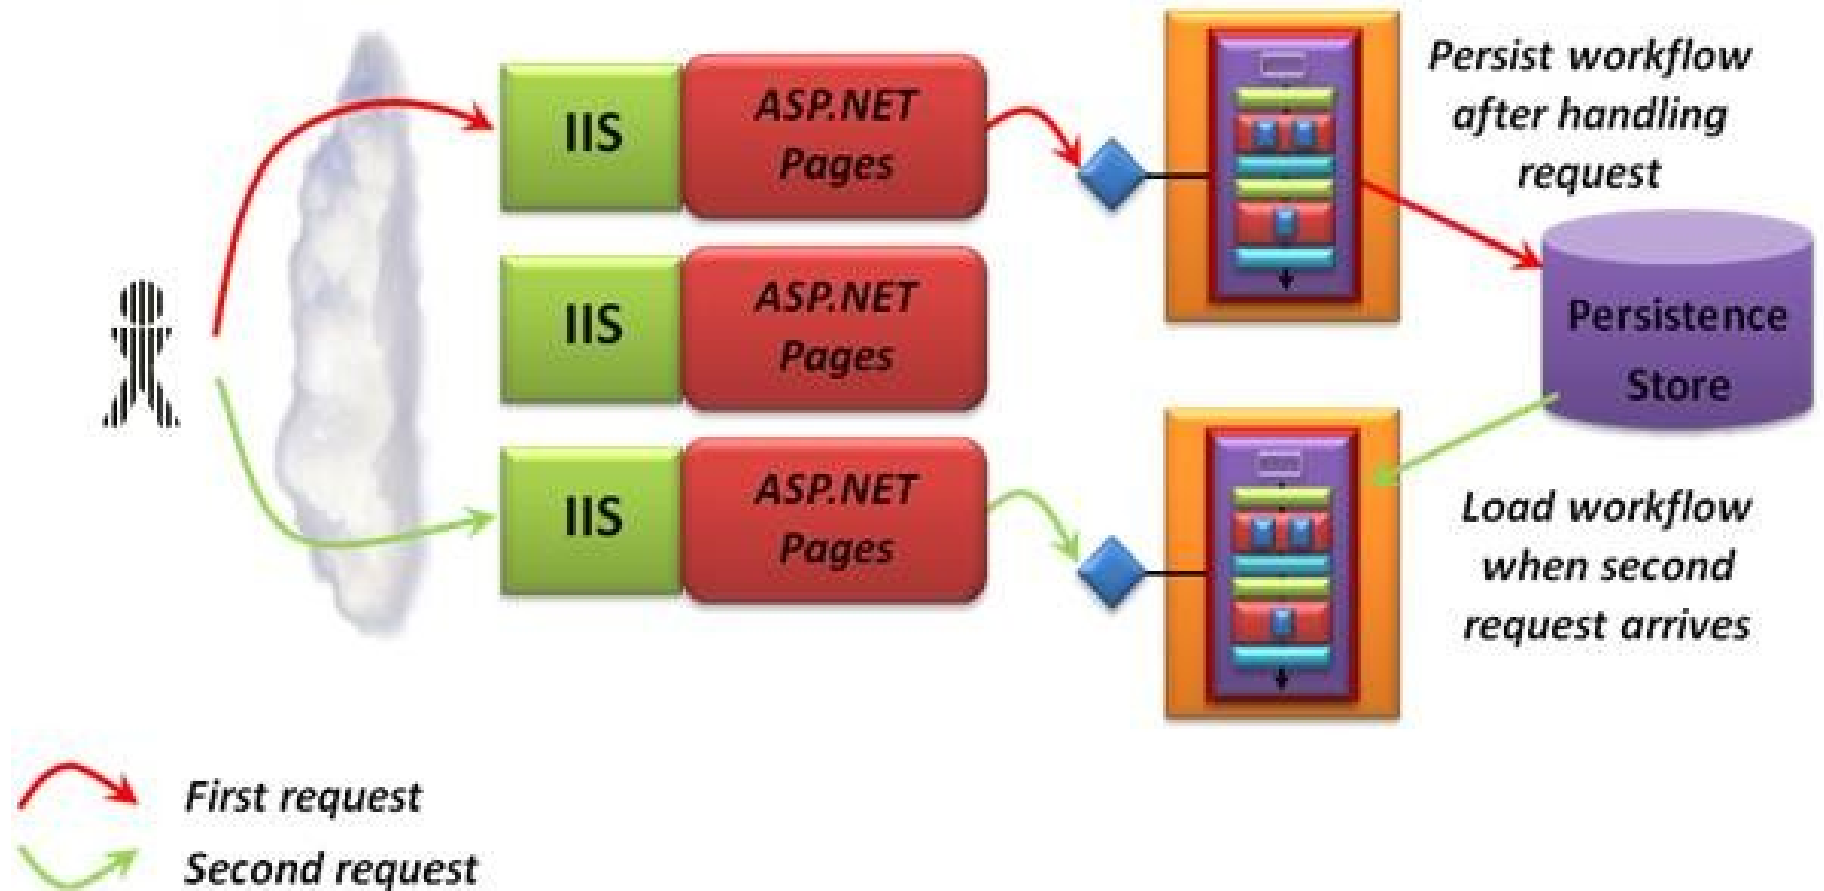 IIS
ASP.NET
Pages
Persist workflow
after handling
request
IIS
ASP.NET
Pages
Persistence
Store
IIS
ASP.NET
Pages
Load workflow
when second
request arrives
First request
Second request